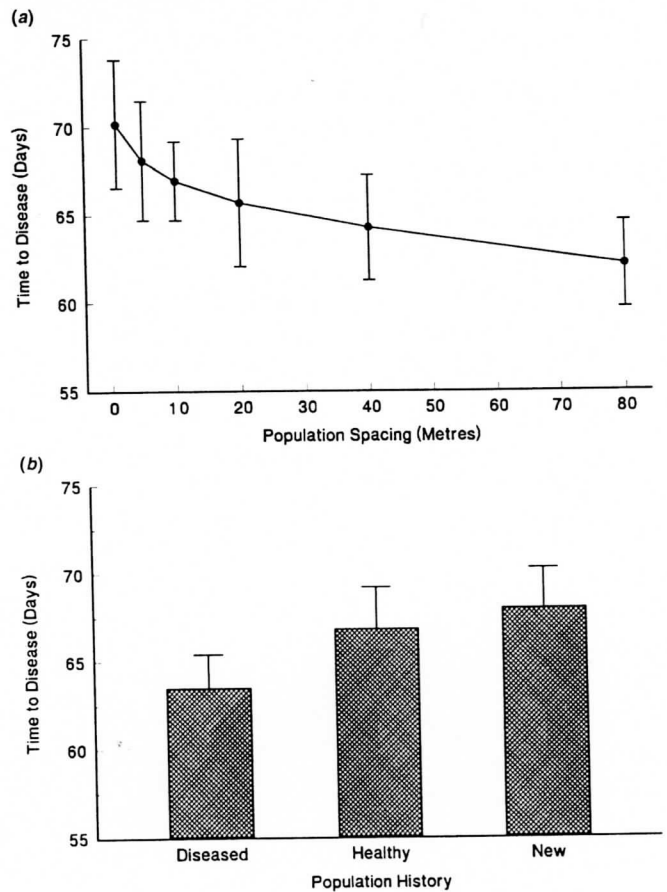 (a)
75
70
65
60
55
Time to Disease (Days)
0 10 20 30 40 50 60 70 80
Population Spacing (Metres)
(b)
75
70
65
60
55
Time to Disease (Days)
Diseased Healthy New
Population History